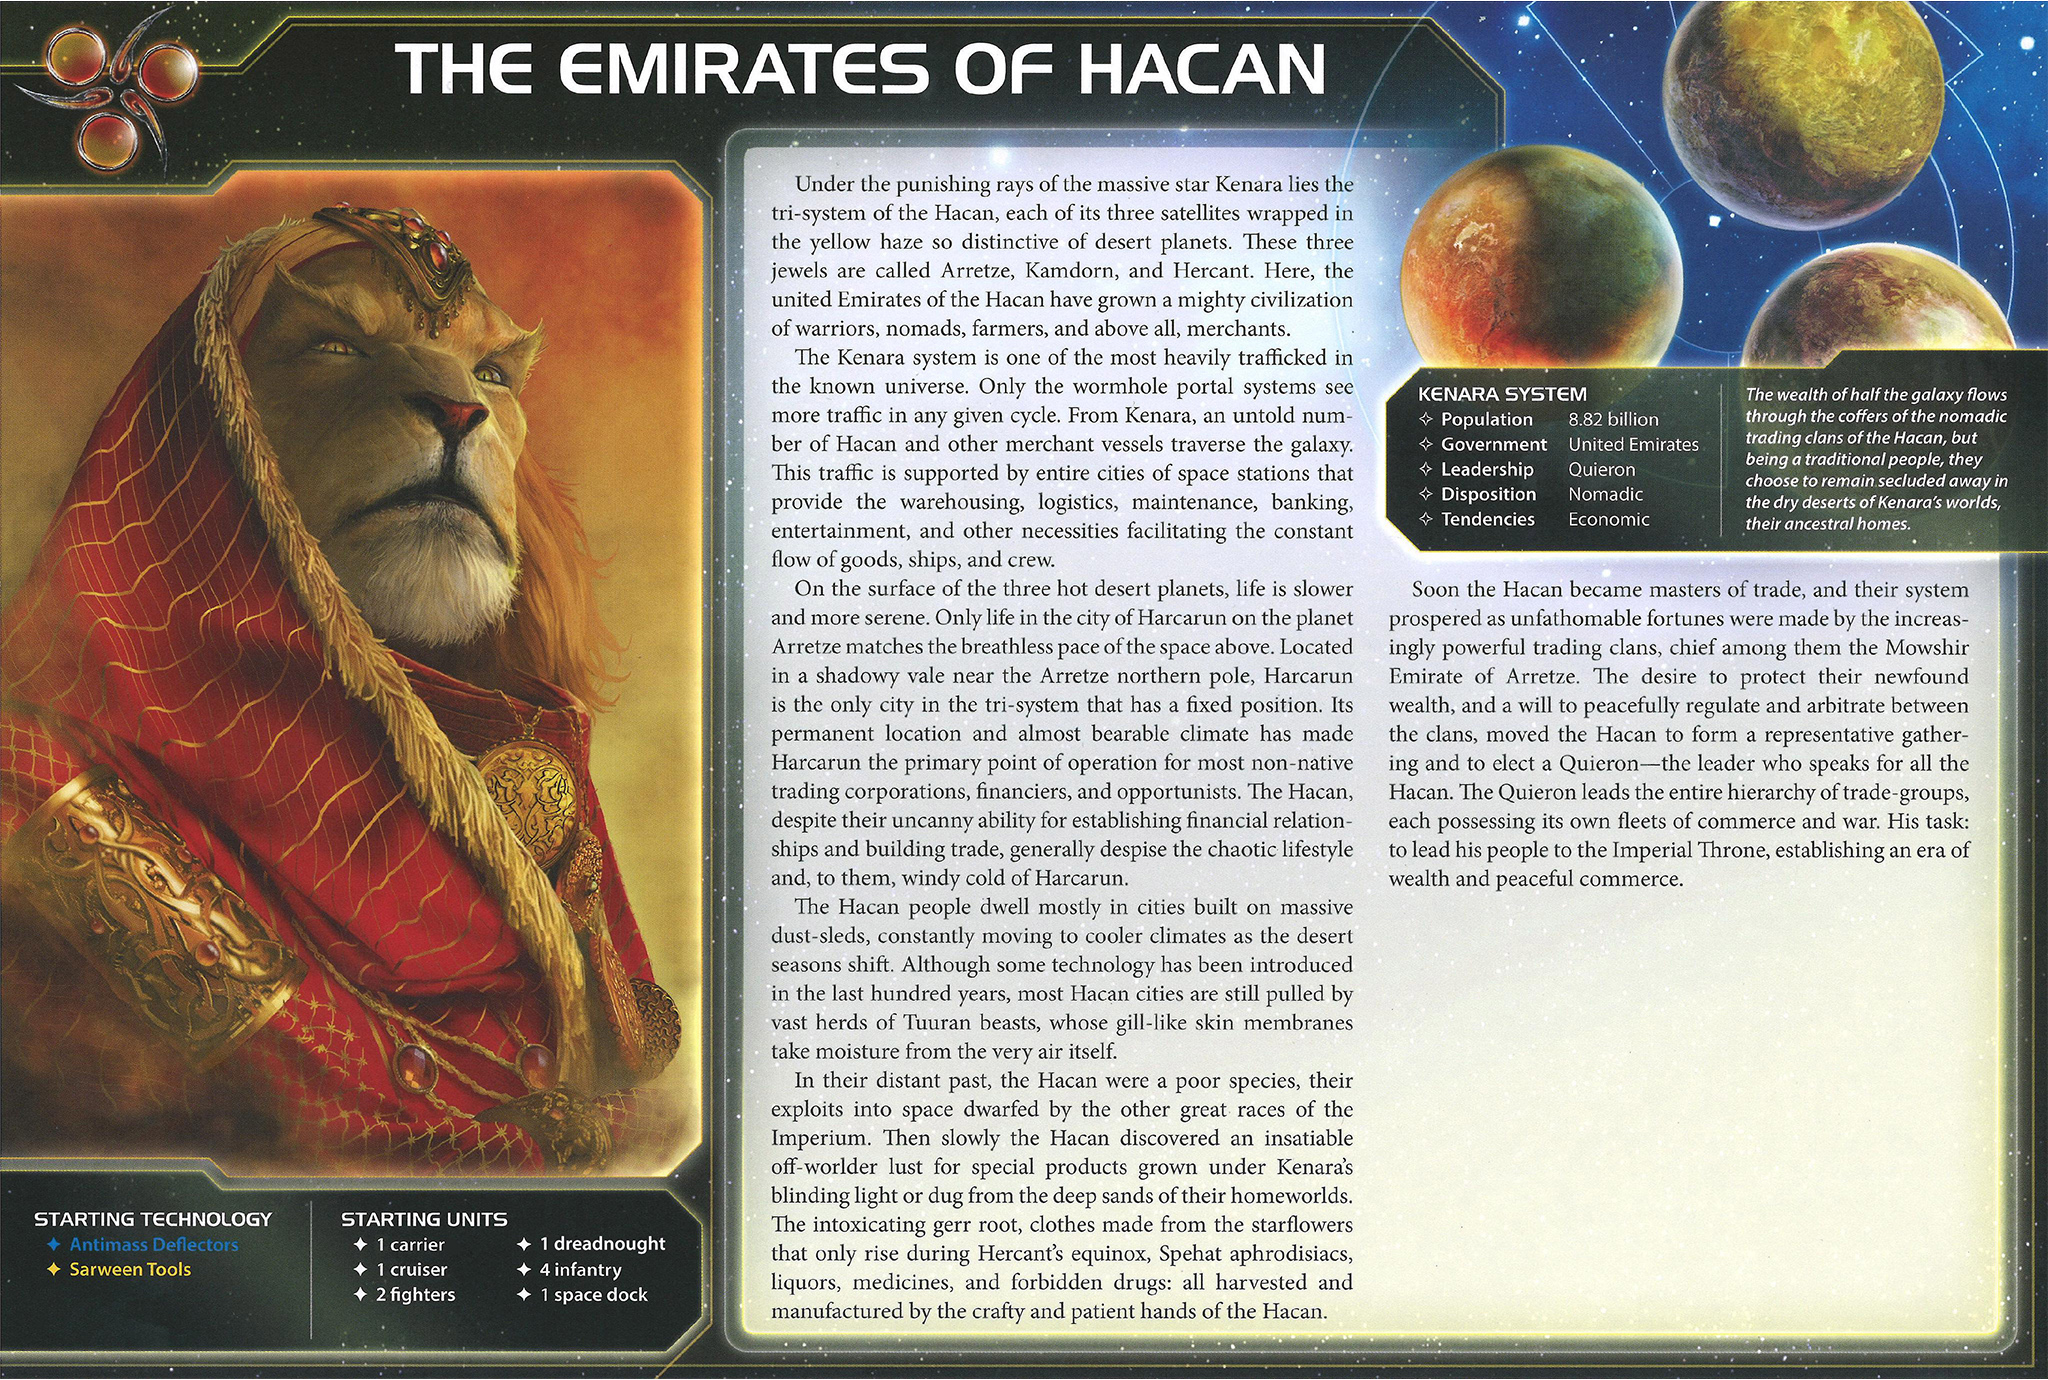 THE EMIRATES OF HACAN
Under the punishing rays of the massive star Kenara lies the
tri-system of the Hacan, each of its three satellites wrapped in
the yellow haze so distinctive of desert planets. These three
jewels are called Arretze, Kamdorn, and Hercant. Here, the
united Emirates of the Hacan have grown a mighty civilization
of warriors, nomads, farmers, and above all, merchants.
The Kenara system is one of the most heavily trafficked in
the known universe. Only the wormhole portal systems see
more traffic in any given cycle. From Kenara, an untold num-
ber of Hacan and other merchant vessels traverse the galaxy.
This traffic is supported by entire cities of space stations that
provide the warehousing, logistics, maintenance, banking,
entertainment, and other necessities facilitating the constant
flow of goods, ships, and crew.
On the surface of the three hot desert planets, life is slower
and more serene. Only life in the city of Harcarun on the planet
Arretze matches the breathless pace of the space above. Located
in a shadowy vale near the Arretze northern pole, Harcarun
is the only city in the tri-system that has a fixed position. Its
permanent location and almost bearable climate has made
Harcarun the primary point of operation for most non-native
trading corporations, financiers, and opportunists. The Hacan,
despite their uncanny ability for establishing financial relation-
ships and building trade, generally despise the chaotic lifestyle
and, to them, windy cold of Harcarun.
The Hacan people dwell mostly in cities built on massive
dust-sleds, constantly moving to cooler climates as the desert
seasons shift. Although some technology has been introduced
in the last hundred years, most Hacan cities are still pulled by
vast herds of Tuuran beasts, whose gill-like skin membranes
take moisture from the very air itself.
In their distant past, the Hacan were a poor species, their
exploits into space dwarfed by the other great races of the
Imperium. Then slowly the Hacan discovered an insatiable
off-worlder lust for special products grown under Kenara's
blinding light or dug from the deep sands of their homeworlds.
The intoxicating gerr root, clothes made from the starflowers
that only rise during Hercant's equinox, Spehat aphrodisiacs,
liquors, medicines, and forbidden drugs: all harvested and
manufactured by the crafty and patient hands of the Hacan.
KENARA SYSTEM
Population 8.82 billion
Government United Emirates
Leadership Quieron
Disposition Nomadic
Tendencies Economic
The wealth of half the galaxy flows
through the coffers of the nomadic
trading clans of the Hacan, but
being a traditional people, they
choose to remain secluded away in
the dry deserts of Kenara's worlds,
their ancestral homes.
Soon the Hacan became masters of trade, and their system
prospered as unfathomable fortunes were made by the increas-
ingly powerful trading clans, chief among them the Mowshir
Emirate of Arretze. The desire to protect their newfound
wealth, and a will to peacefully regulate and arbitrate between
the clans, moved the Hacan to form a representative gather-
ing and to elect a Quieron—the leader who speaks for all the
Hacan. The Quieron leads the entire hierarchy of trade-groups,
each possessing its own fleets of commerce and war. His task:
to lead his people to the Imperial Throne, establishing an era of
wealth and peaceful commerce.
STARTING TECHNOLOGY
Antimass Deflectors
Sarween Tools
STARTING UNITS
1 carrier
1 cruiser
2 fighters
1 dreadnought
4 infantry
1 space dock